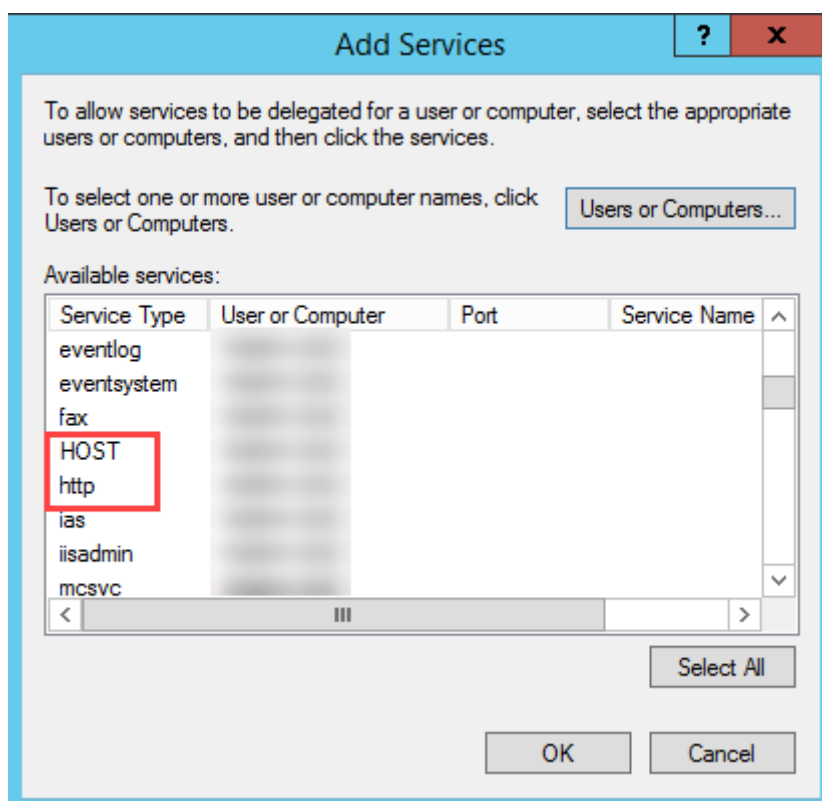 Add Services
?
x
To allow services to be delegated for a user or computer, select the appropriate
users or computers, and then click the services.
To select one or more user or computer names, click
Users or Computers.
Users or Computers...
Available services:
Service Type User or Computer Port Service Name
eventlog
eventsystem
fax
HOST
http
ias
iisadmin
mcsvc
Select All
OK Cancel